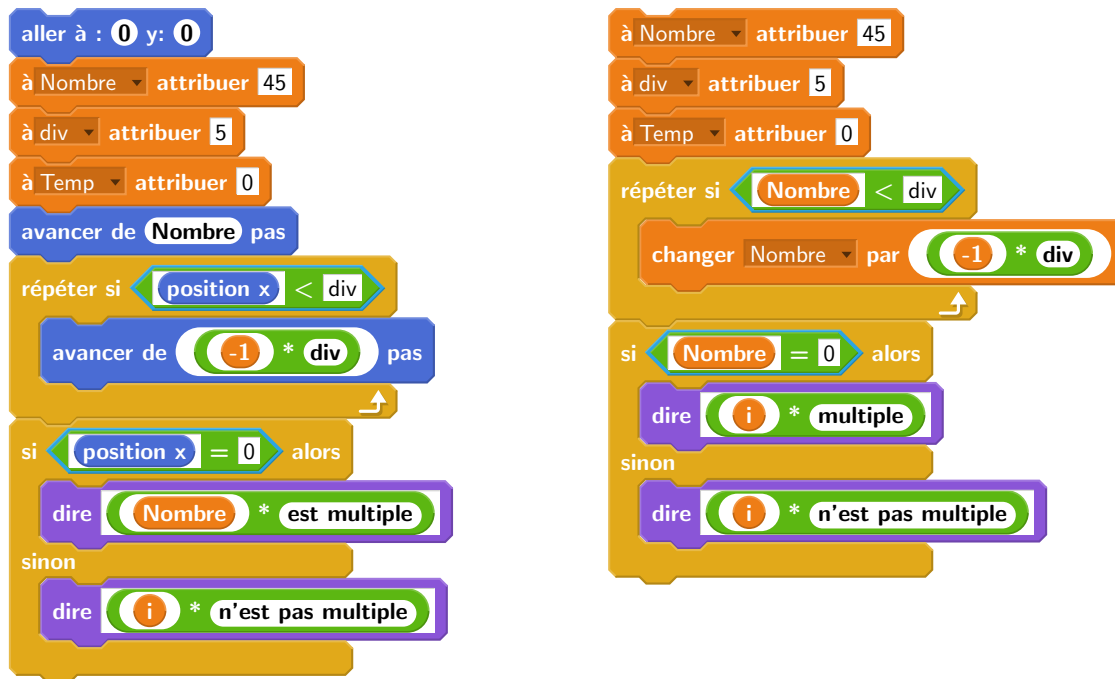 aller à : 0 y: 0
à Nombre attribuer 45
à div attribuer 5
à Temp attribuer 0
avancer de Nombre pas
répéter si position x < div
avancer de -1 * div pas
si position x = 0 alors
dire Nombre * est multiple
sinon
dire i * n'est pas multiple
à Nombre attribuer 45
à div attribuer 5
à Temp attribuer 0
répéter si Nombre < div
changer Nombre par -1 * div
si Nombre = 0 alors
dire i * multiple
sinon
dire i * n'est pas multiple